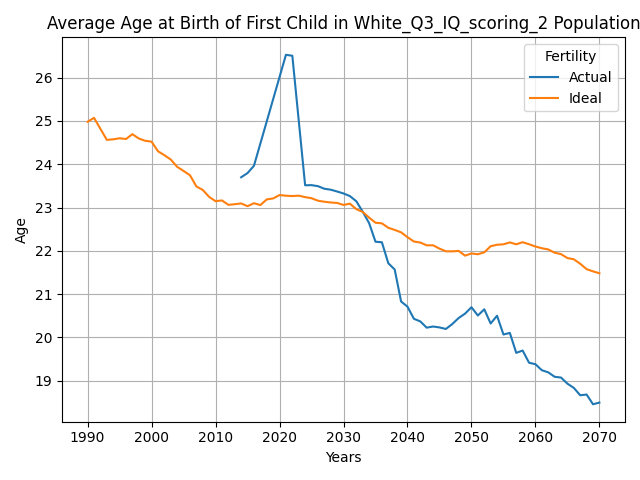 Average Age at Birth of First Child in White_Q3_IQ_scoring_2 Population
Fertility
Actual
Ideal
Age
26
25
24
23
22
21
20
19
1990 2000 2010 2020 2030 2040 2050 2060 2070
Years